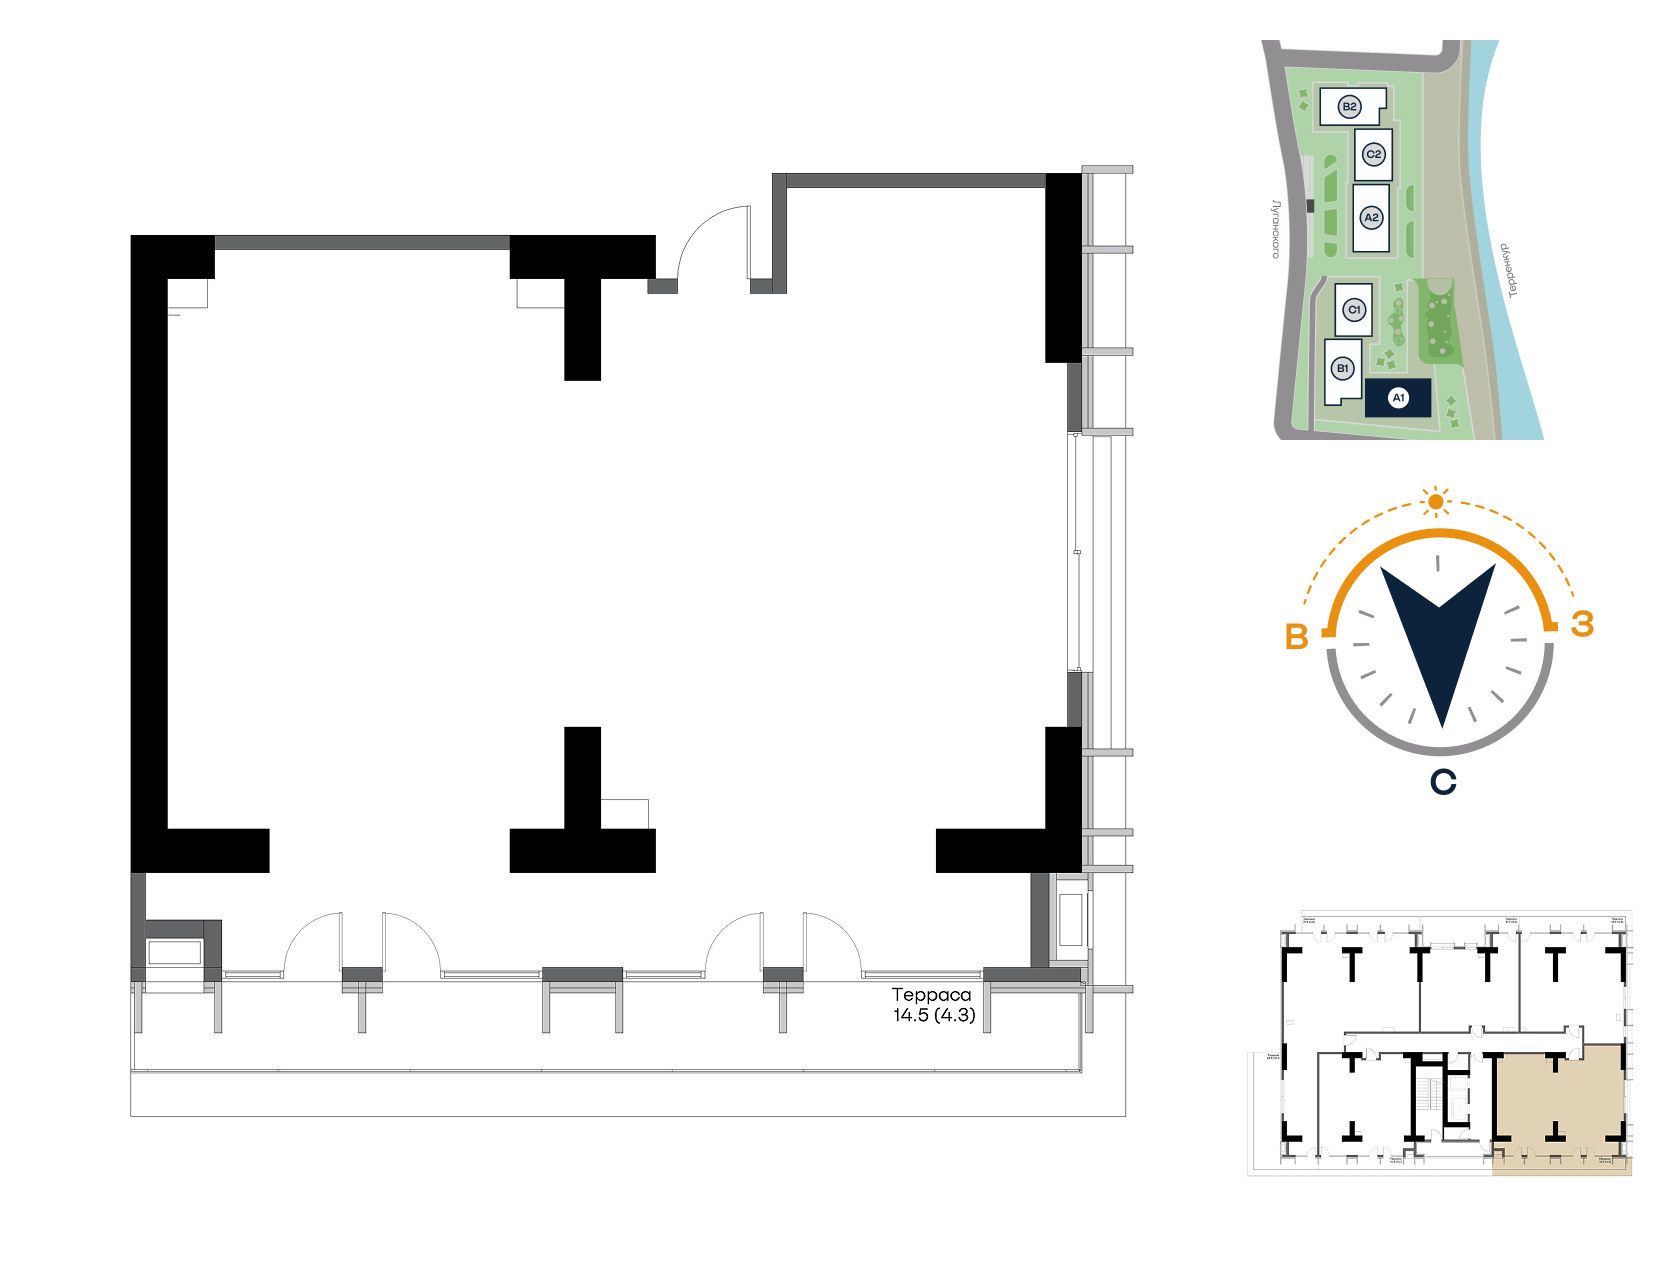 B2
C2
A2
Луганского
Терренкур
C1
B1
A1
В
З
С
Терраса
14.5 (4.3)